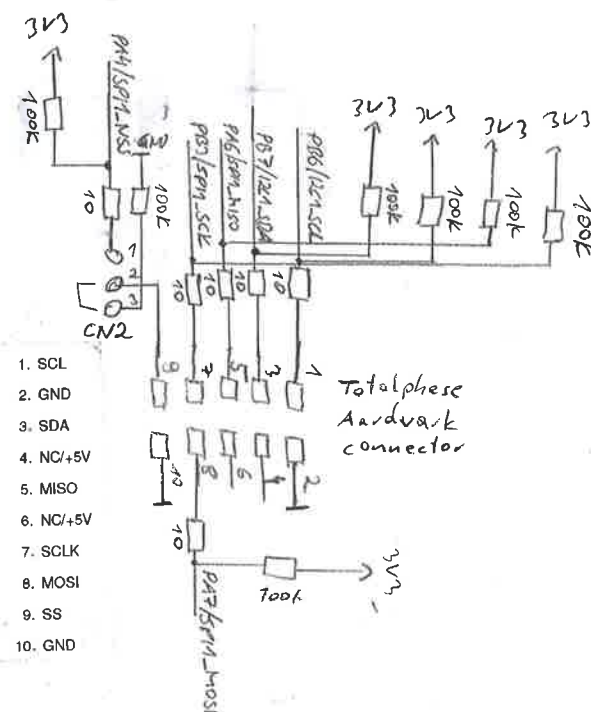 3V3
100K
PA4/SPI1_NSS
10
100K
1
2
3
CN2
PB3/SPI1_SCK
PA6/SPI1_MISO
PB7/I2C1_SDA
PB6/I2C1_SCL
3V3
3V3
3V3
3V3
100K
100K
100K
100K
10
10
10
10
9
7
5
3
1
Totalphase
Aardvark
connector
10
8
6
4
2
10
100k
3V3
PA7/SPI1_MOSI
1. SCL
2. GND
3. SDA
4. NC/+5V
5. MISO
6. NC/+5V
7. SCLK
8. MOSI
9. SS
10. GND